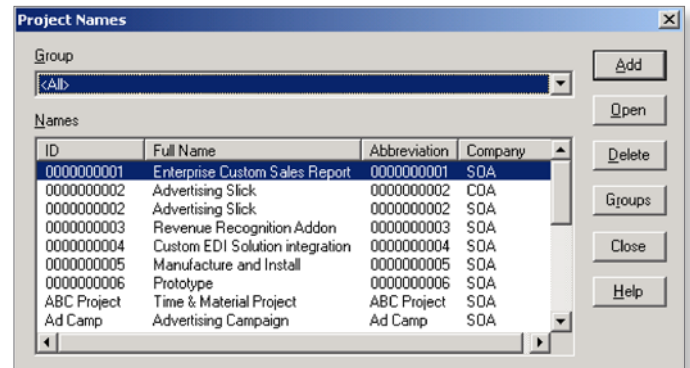 Project Names
Group
<All>
Names
ID Full Name Abbreviation Company
0000000001 Enterprise Custom Sales Report 0000000001 SOA
0000000002 Advertising Slick 0000000002 COA
0000000002 Advertising Slick 0000000002 SOA
0000000003 Revenue Recognition Addon 0000000003 SOA
0000000004 Custom EDI Solution integration 0000000004 SOA
0000000005 Manufacture and Install 0000000005 SOA
0000000006 Prototype 0000000006 SOA
ABC Project Time & Material Project ABC Project SOA
Ad Camp Advertising Campaign Ad Camp SOA
Add
Open
Delete
Groups
Close
Help